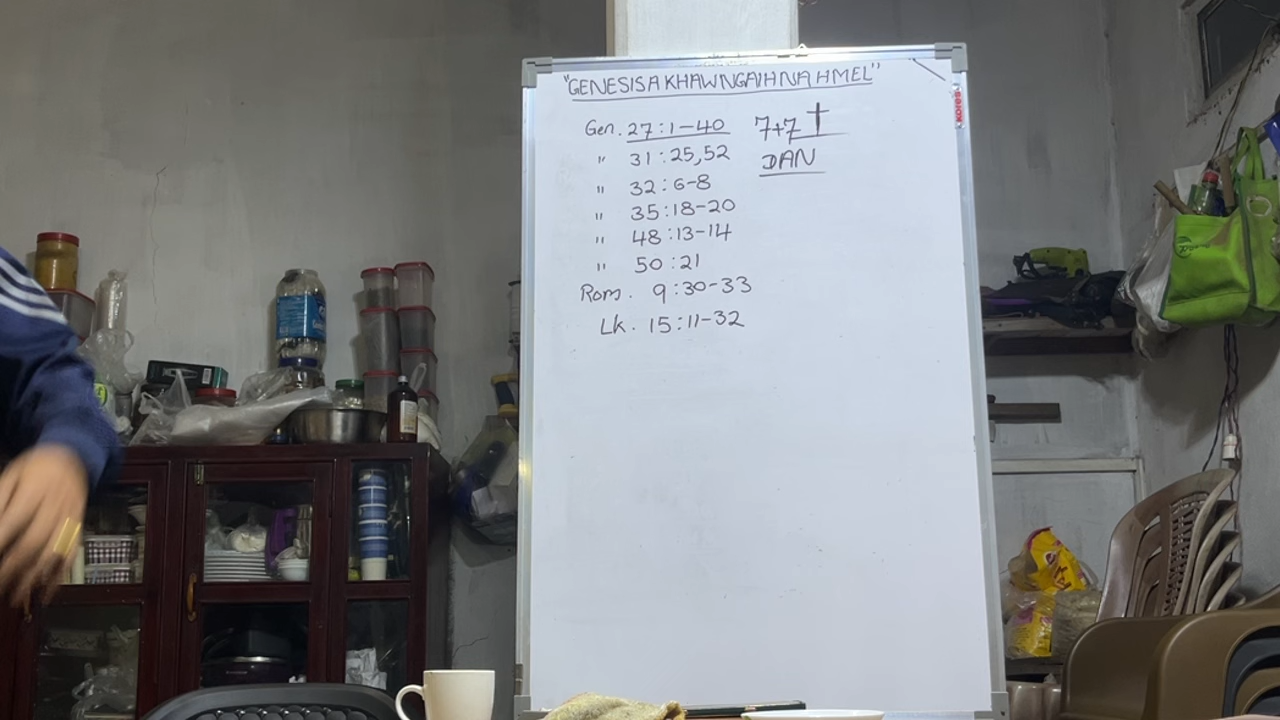 "GENESIS A KHAWNGAIHNA HMEL"
Gen. 27:1-40 7+7 †
" 31:25,52 DAN
" 32:6-8
" 35:18-20
" 48:13-14
" 50:21
Rom. 9:30-33
Lk. 15:11-32
Kores